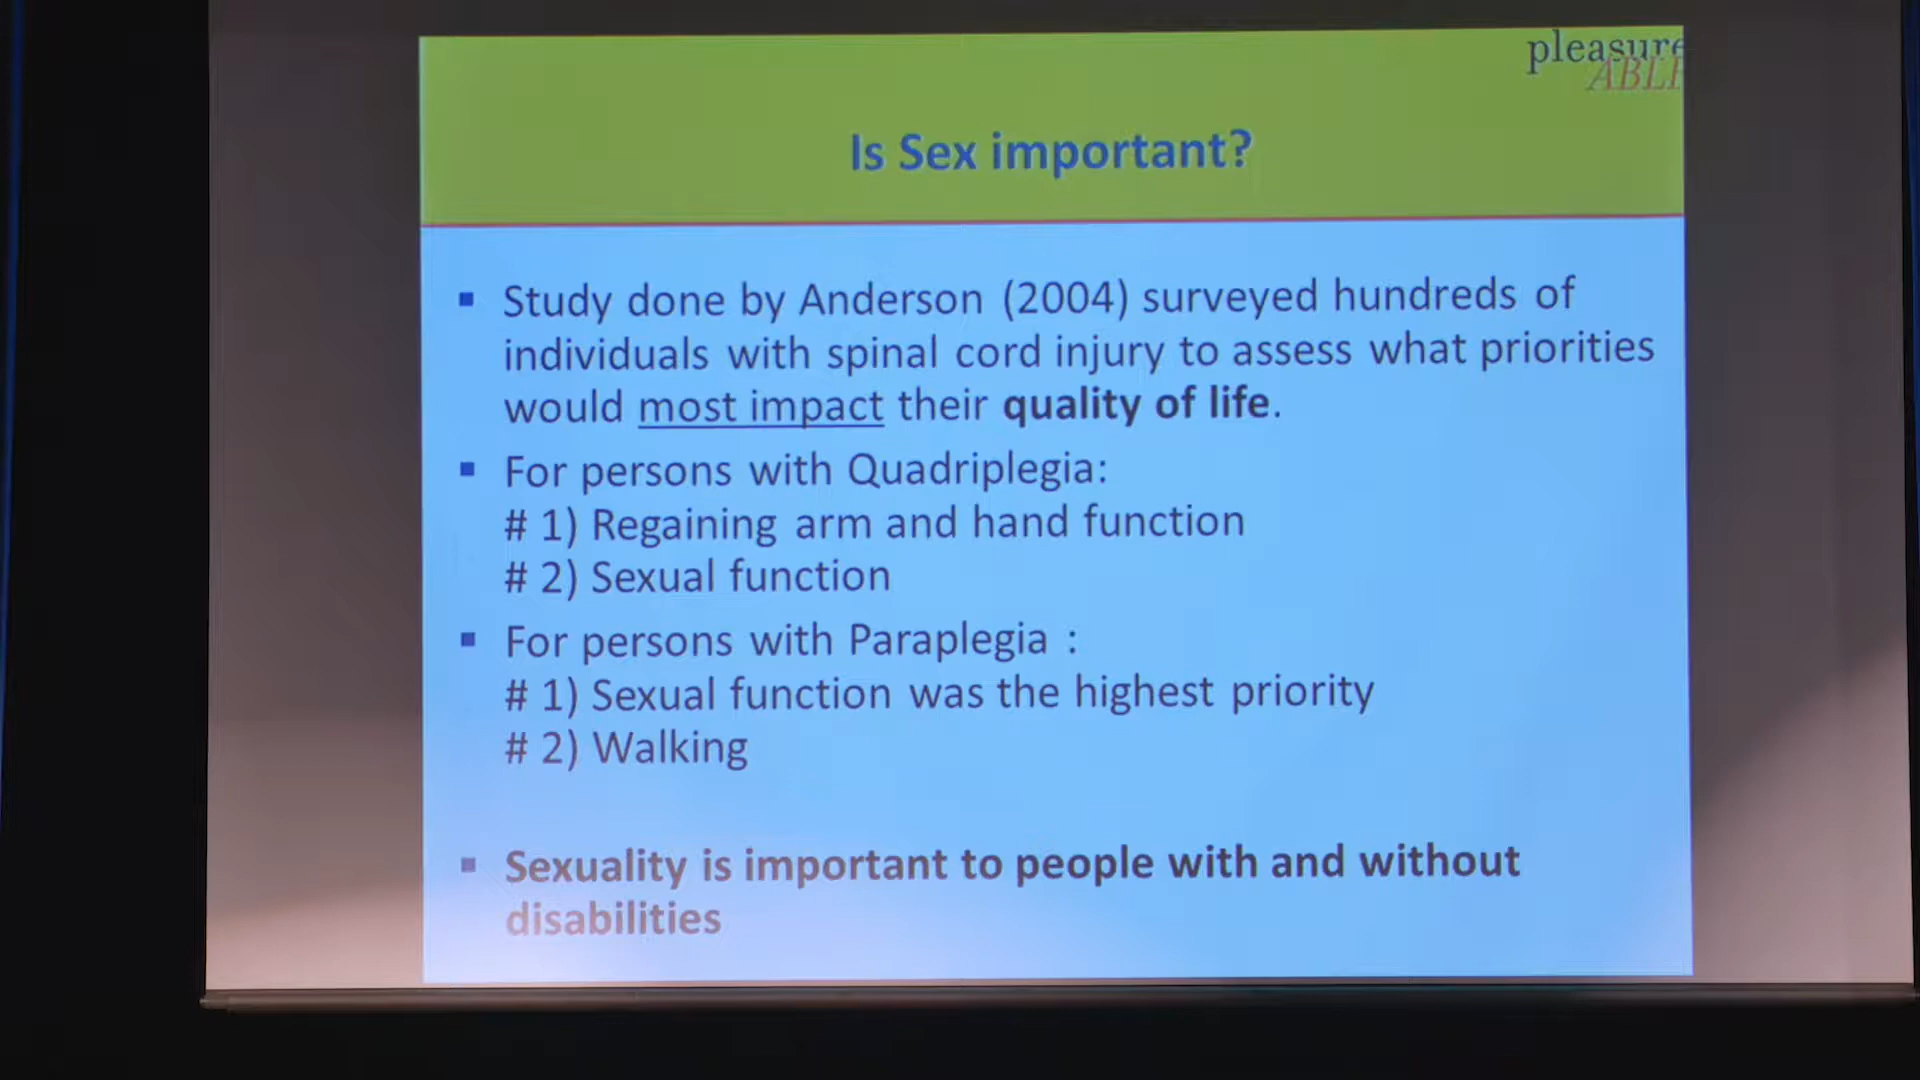 pleasure
ABLE
Is Sex important?
▪ Study done by Anderson (2004) surveyed hundreds of
individuals with spinal cord injury to assess what priorities
would most impact their quality of life.
▪ For persons with Quadriplegia:
# 1) Regaining arm and hand function
# 2) Sexual function
▪ For persons with Paraplegia :
# 1) Sexual function was the highest priority
# 2) Walking
▪ Sexuality is important to people with and without
disabilities